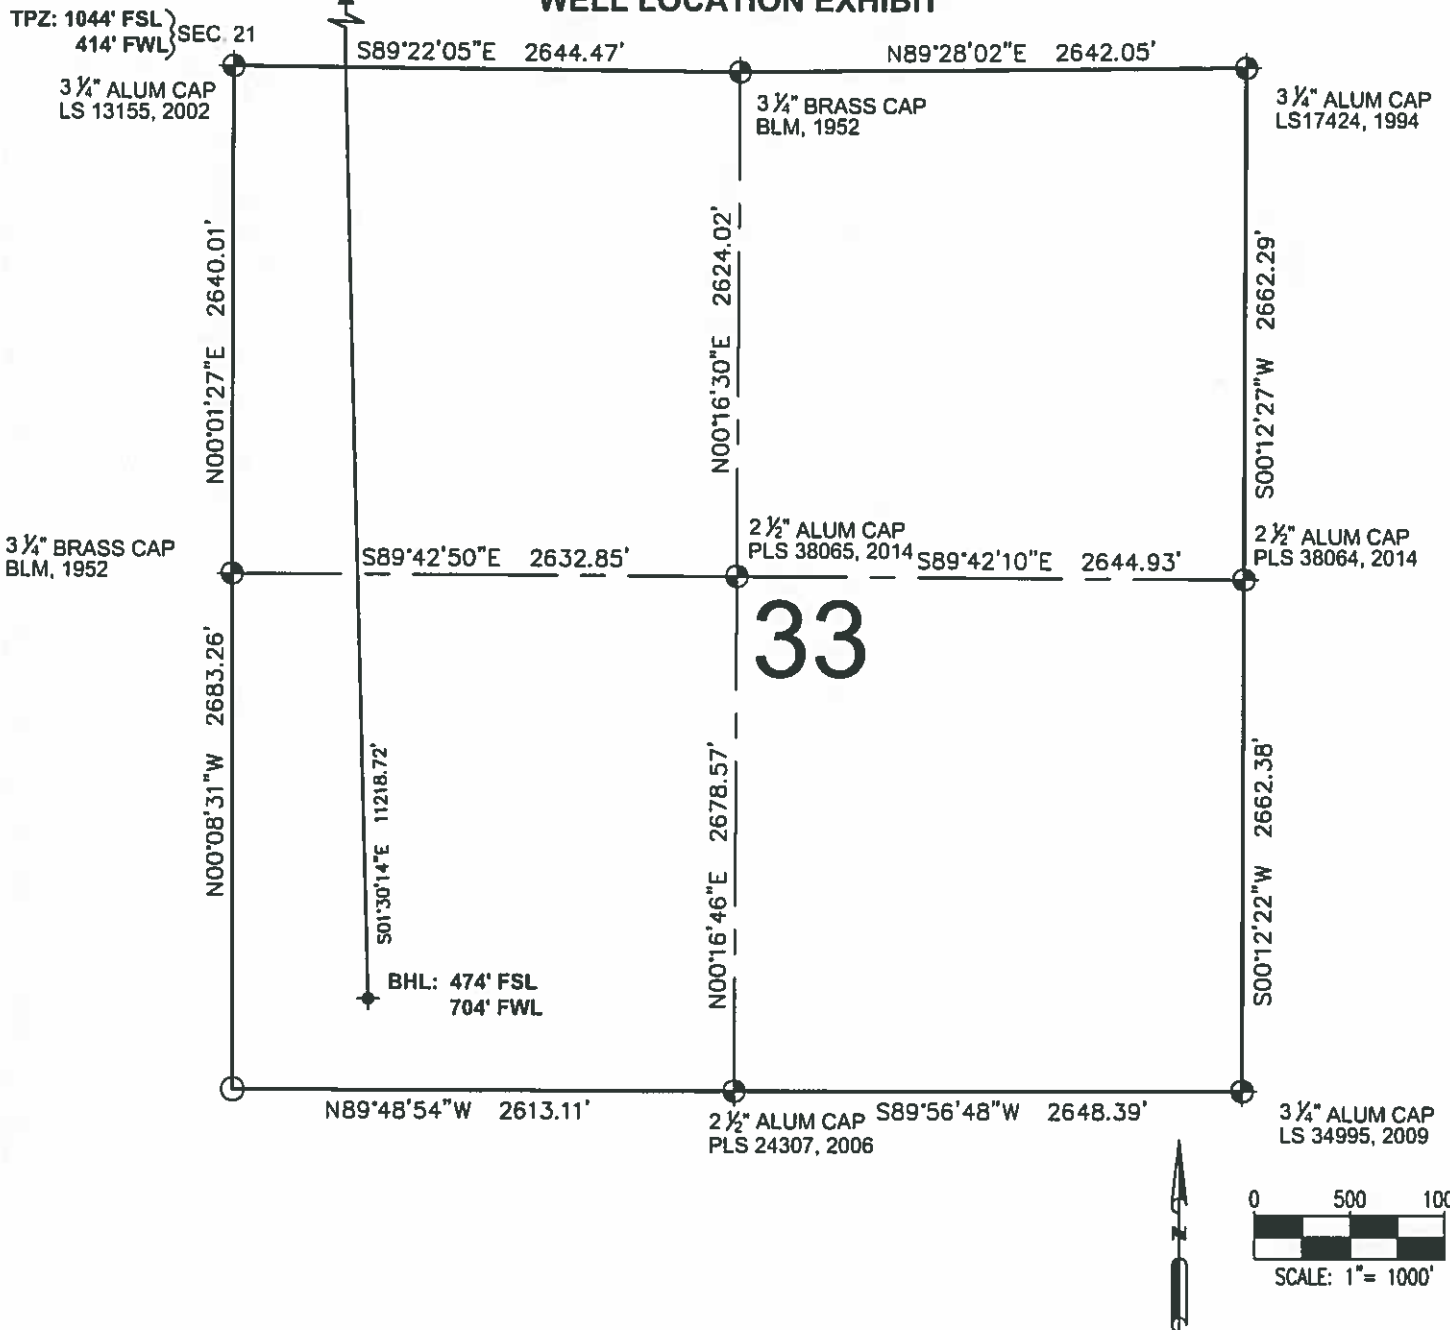 WELL LOCATION EXHIBIT
TPZ: 1044' FSL
414' FWL
SEC. 21
S89°22'05"E 2644.47'
N89°28'02"E 2642.05'
3 ¼" ALUM CAP
LS 13155, 2002
3 ¼" BRASS CAP
BLM, 1952
3 ¼" ALUM CAP
LS17424, 1994
N00°01'27"E 2640.01'
N00°16'30"E 2624.02'
S00°12'27"W 2662.29'
3 ¼" BRASS CAP
BLM, 1952
S89°42'50"E 2632.85'
2 ½" ALUM CAP
PLS 38065, 2014
S89°42'10"E 2644.93'
2 ½" ALUM CAP
PLS 38064, 2014
33
N00°08'31"W 2683.26'
S01°30'14"E 11218.72'
N00°16'46"E 2678.57'
S00°12'22"W 2662.38'
BHL: 474' FSL
704' FWL
N89°48'54"W 2613.11'
2 ½" ALUM CAP
PLS 24307, 2006
S89°56'48"W 2648.39'
3 ¼" ALUM CAP
LS 34995, 2009
N
0 500 100
SCALE: 1"= 1000'